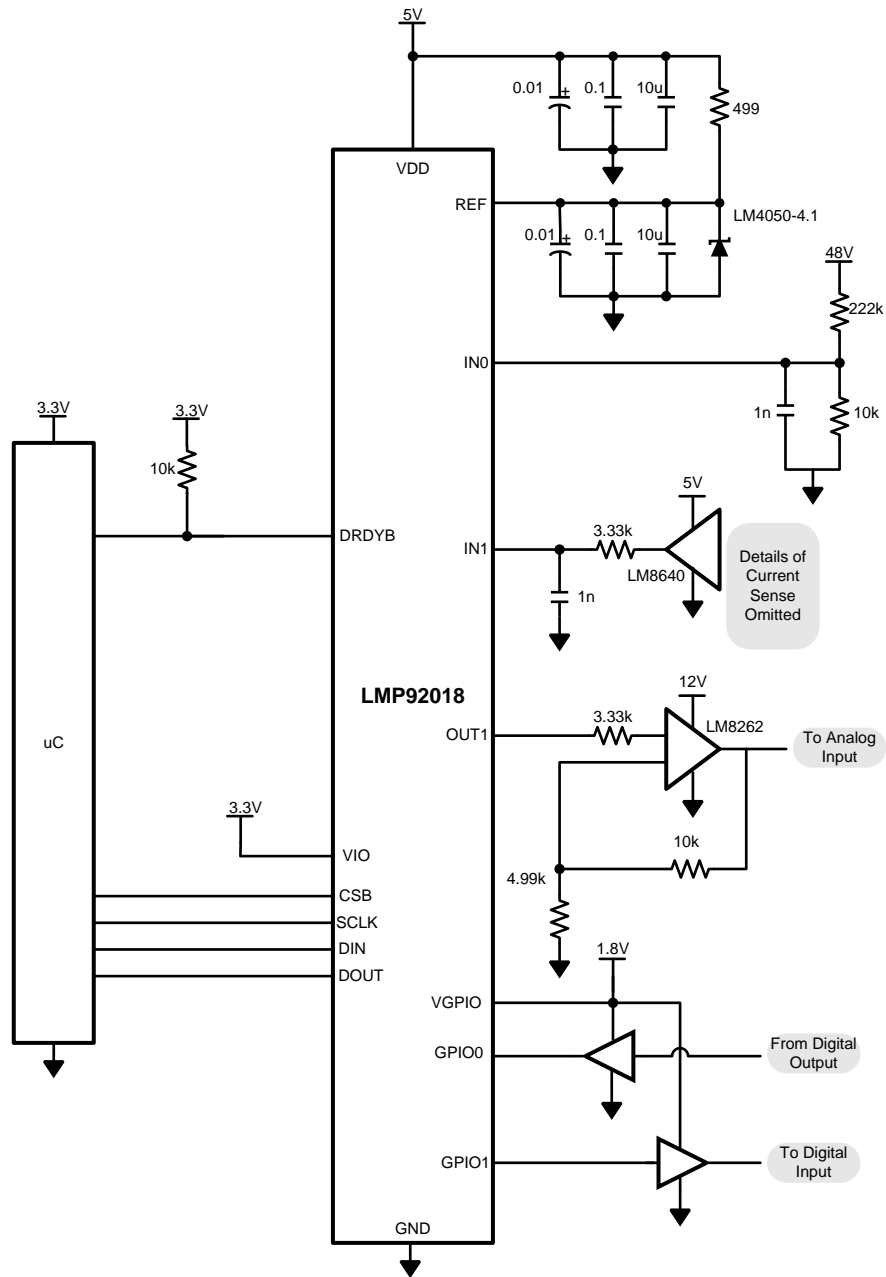 5V
0.01
+
0.1
10u
499
VDD
REF
LM4050-4.1
0.01
+
0.1
10u
48V
222k
IN0
3.3V
3.3V
1n
10k
10k
5V
DRDYB
IN1
3.33k
LM8640
Details of
Current
Sense
Omitted
1n
12V
LMP92018
3.33k
LM8262
uC
OUT1
To Analog
Input
3.3V
10k
VIO
4.99k
CSB
SCLK
DIN
1.8V
DOUT
VGPIO
GPIO0
From Digital
Output
GPIO1
To Digital
Input
GND